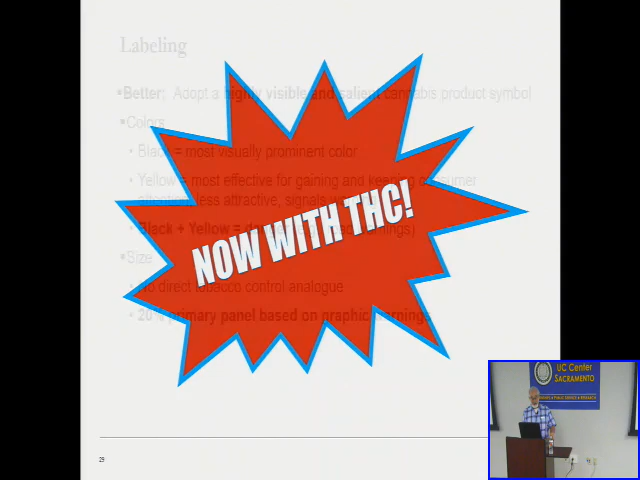 Labeling
Better: Adopt a highly visible and salient cannabis product symbol
Colors
Black = most visually prominent color
Yellow = most effective for gaining and keeping consumer
attention, less attractive, signals
Black + Yellow =
NOW WITH THC!
Size
No direct tobacco control analogue
20% primary panel based on graphic warnings
29
UC Center
SACRAMENTO